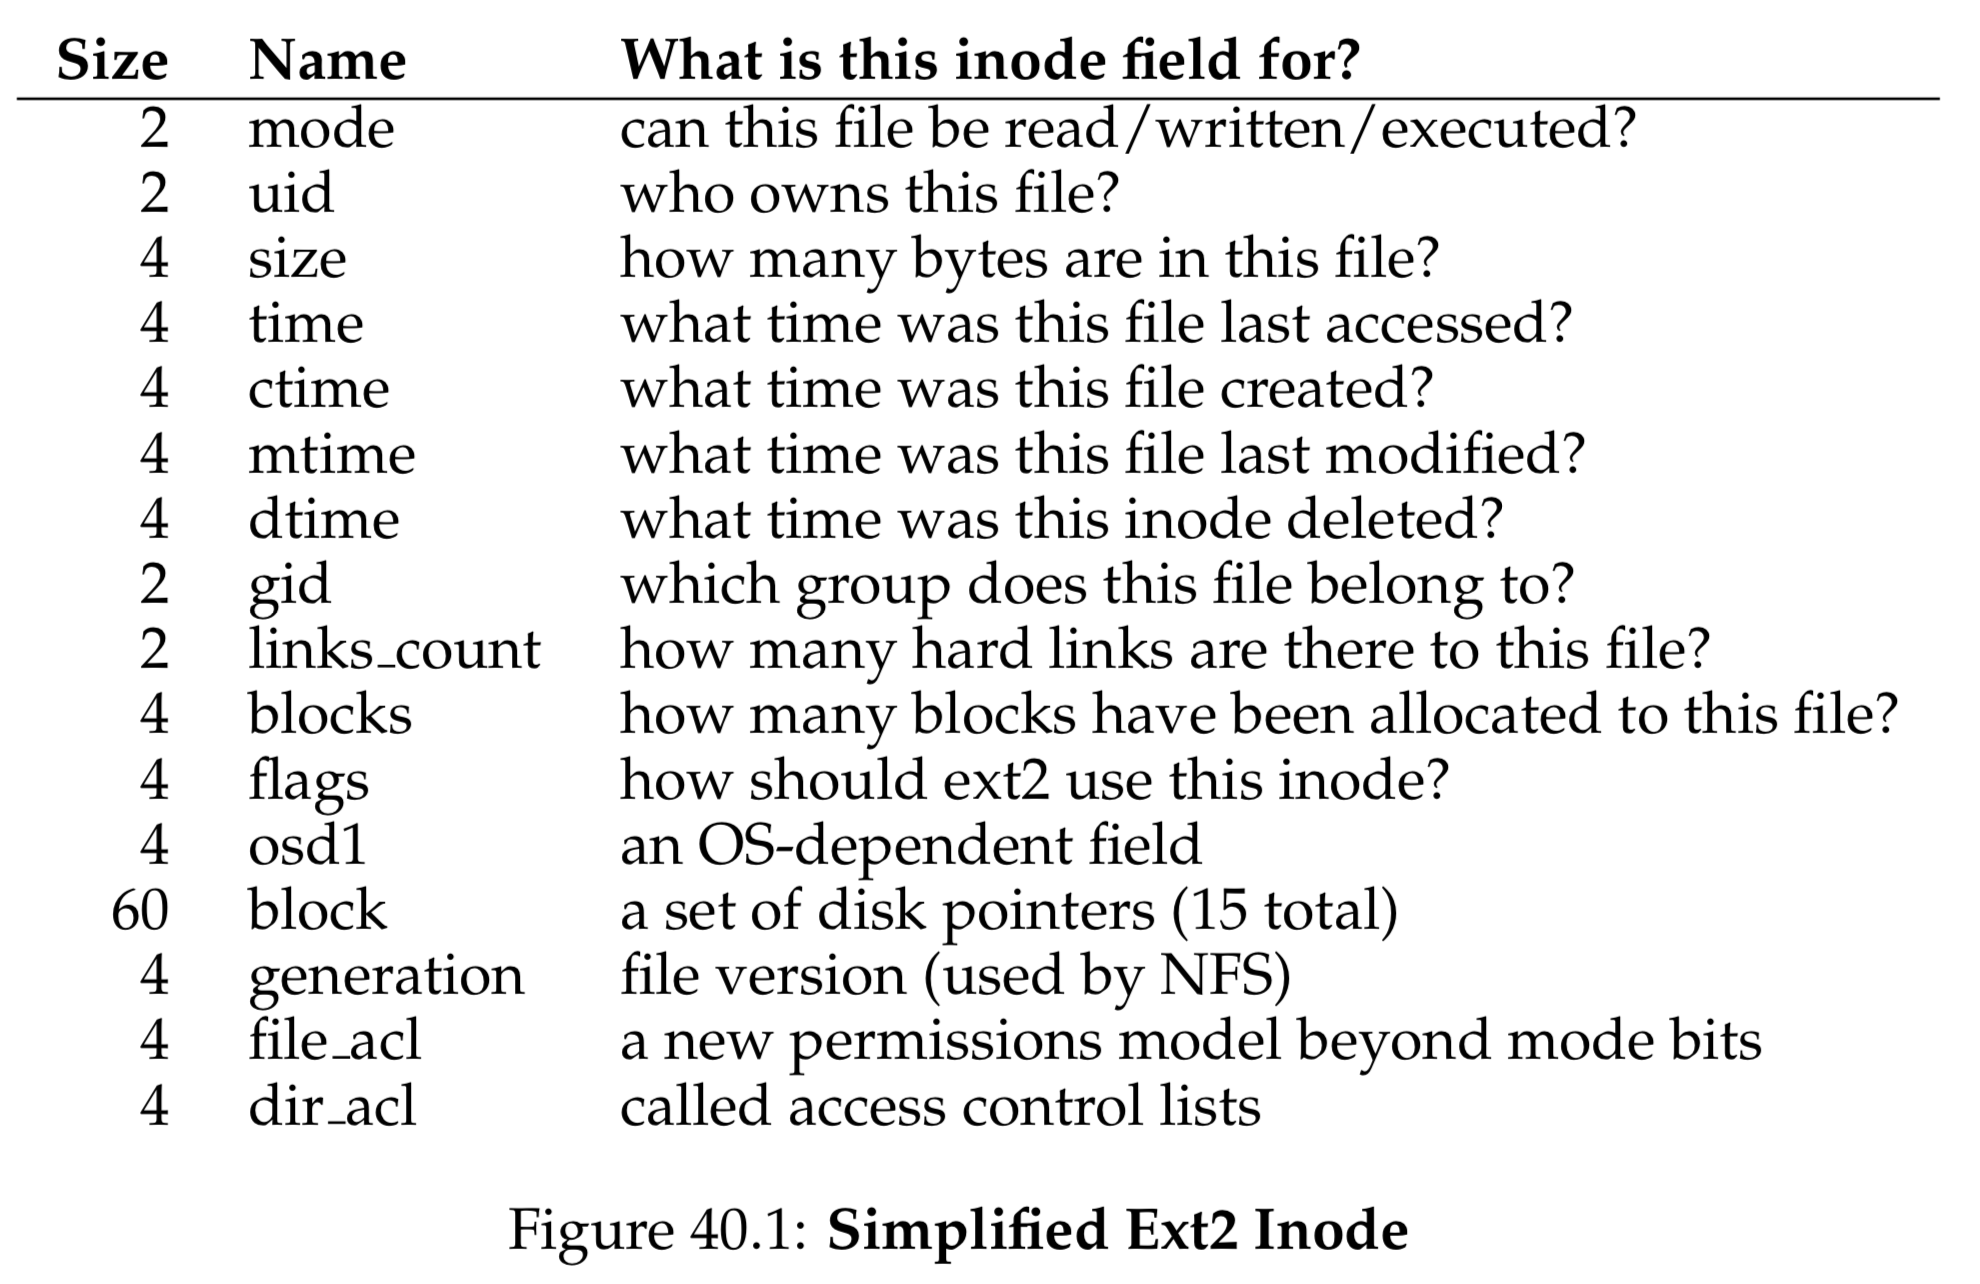 Size Name What is this inode field for?
2 mode can this file be read/written/executed?
2 uid who owns this file?
4 size how many bytes are in this file?
4 time what time was this file last accessed?
4 ctime what time was this file created?
4 mtime what time was this file last modified?
4 dtime what time was this inode deleted?
2 gid which group does this file belong to?
2 links_count how many hard links are there to this file?
4 blocks how many blocks have been allocated to this file?
4 flags how should ext2 use this inode?
4 osd1 an OS-dependent field
60 block a set of disk pointers (15 total)
4 generation file version (used by NFS)
4 file_acl a new permissions model beyond mode bits
4 dir_acl called access control lists
Figure 40.1: Simplified Ext2 Inode